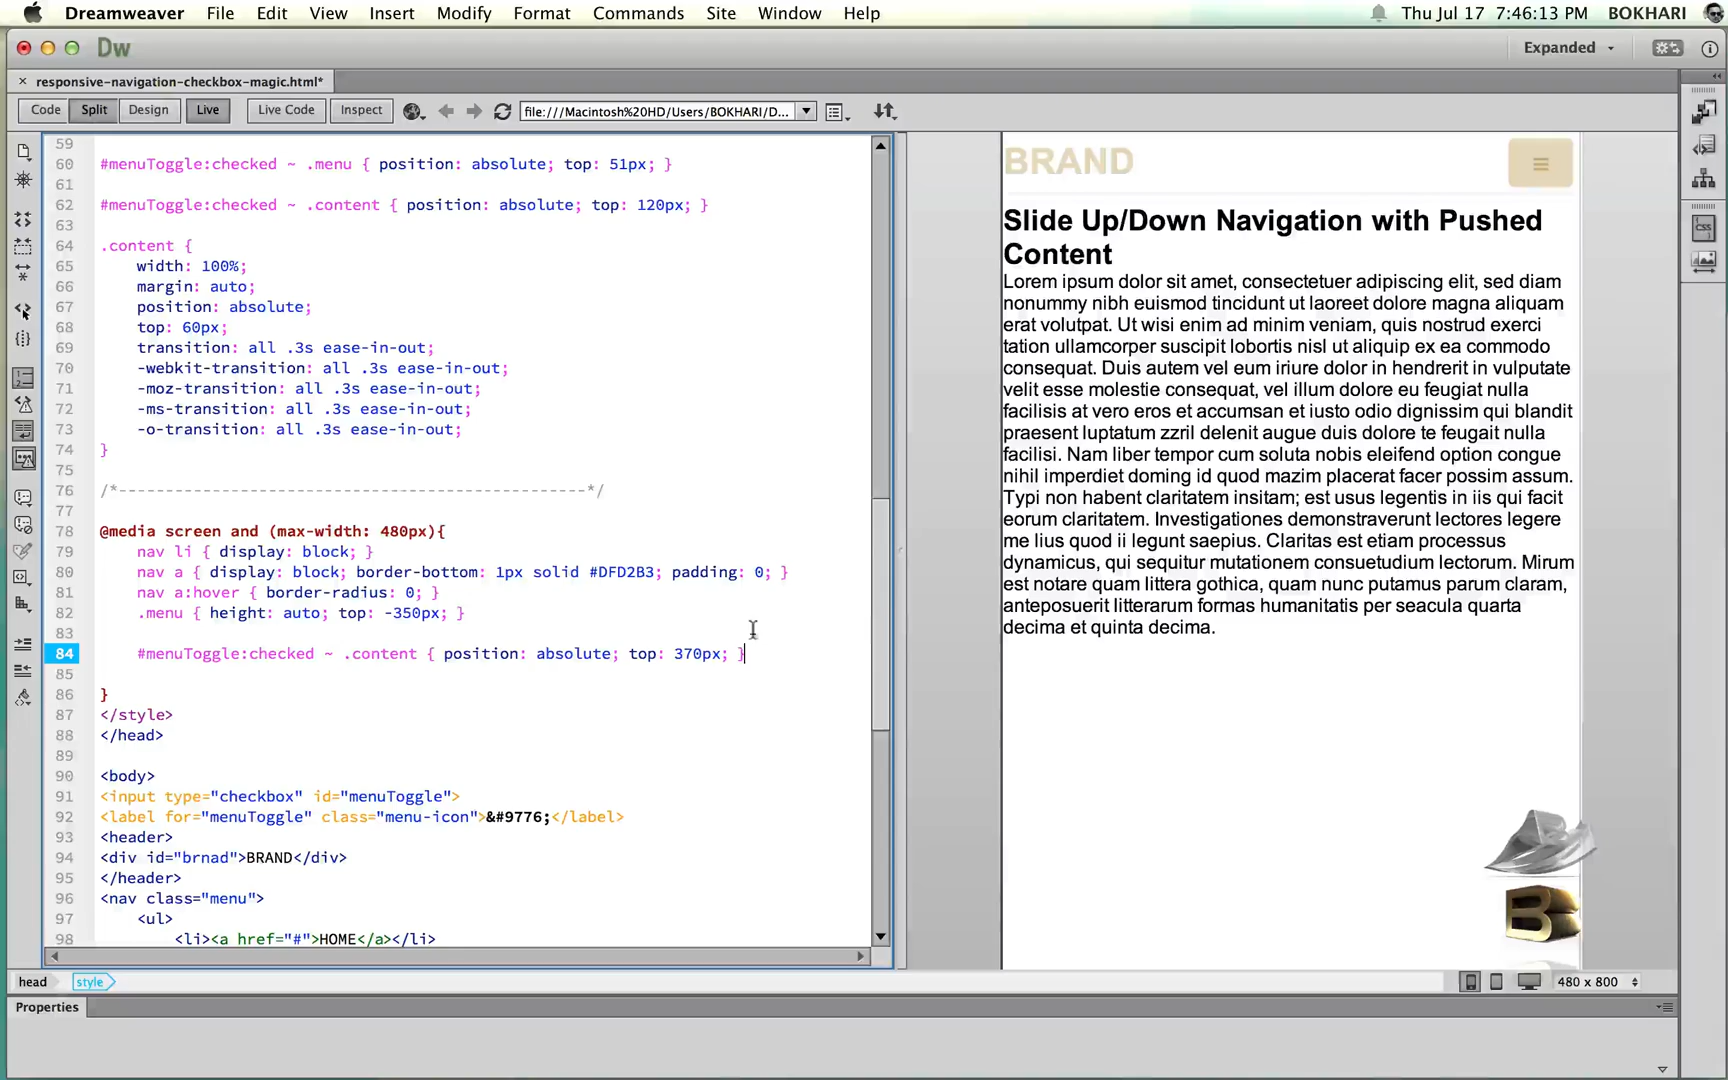 Dreamweaver File Edit View Insert Modify Format Commands Site Window Help Thu Jul 17 7:46:13 PM BOKHARI
Dw Expanded
responsive-navigation-checkbox-magic.html*
Code Split Design Live Live Code Inspect file:///Macintosh%20HD/Users/BOKHARI/D...
59
60 #menuToggle:checked ~ .menu { position: absolute; top: 51px; }
61
62 #menuToggle:checked ~ .content { position: absolute; top: 120px; }
63
64 .content {
65 width: 100%;
66 margin: auto;
67 position: absolute;
68 top: 60px;
69 transition: all .3s ease-in-out;
70 -webkit-transition: all .3s ease-in-out;
71 -moz-transition: all .3s ease-in-out;
72 -ms-transition: all .3s ease-in-out;
73 -o-transition: all .3s ease-in-out;
74 }
75
76 /*--------------------------------------------------*/
77
78 @media screen and (max-width: 480px){
79 nav li { display: block; }
80 nav a { display: block; border-bottom: 1px solid #DFD2B3; padding: 0; }
81 nav a:hover { border-radius: 0; }
82 .menu { height: auto; top: -350px; }
83
84 #menuToggle:checked ~ .content { position: absolute; top: 370px; }
85
86 }
87 </style>
88 </head>
89
90 <body>
91 <input type="checkbox" id="menuToggle">
92 <label for="menuToggle" class="menu-icon">&#9776;</label>
93 <header>
94 <div id="brnad">BRAND</div>
95 </header>
96 <nav class="menu">
97 <ul>
98 <li><a href="#">HOME</a></li>
BRAND
Slide Up/Down Navigation with Pushed
Content
Lorem ipsum dolor sit amet, consectetuer adipiscing elit, sed diam
nonummy nibh euismod tincidunt ut laoreet dolore magna aliquam
erat volutpat. Ut wisi enim ad minim veniam, quis nostrud exerci
tation ullamcorper suscipit lobortis nisl ut aliquip ex ea commodo
consequat. Duis autem vel eum iriure dolor in hendrerit in vulputate
velit esse molestie consequat, vel illum dolore eu feugiat nulla
facilisis at vero eros et accumsan et iusto odio dignissim qui blandit
praesent luptatum zzril delenit augue duis dolore te feugait nulla
facilisi. Nam liber tempor cum soluta nobis eleifend option congue
nihil imperdiet doming id quod mazim placerat facer possim assum.
Typi non habent claritatem insitam; est usus legentis in iis qui facit
eorum claritatem. Investigationes demonstraverunt lectores legere
me lius quod ii legunt saepius. Claritas est etiam processus
dynamicus, qui sequitur mutationem consuetudium lectorum. Mirum
est notare quam littera gothica, quam nunc putamus parum claram,
anteposuerit litterarum formas humanitatis per seacula quarta
decima et quinta decima.
B
head style 480 x 800
Properties